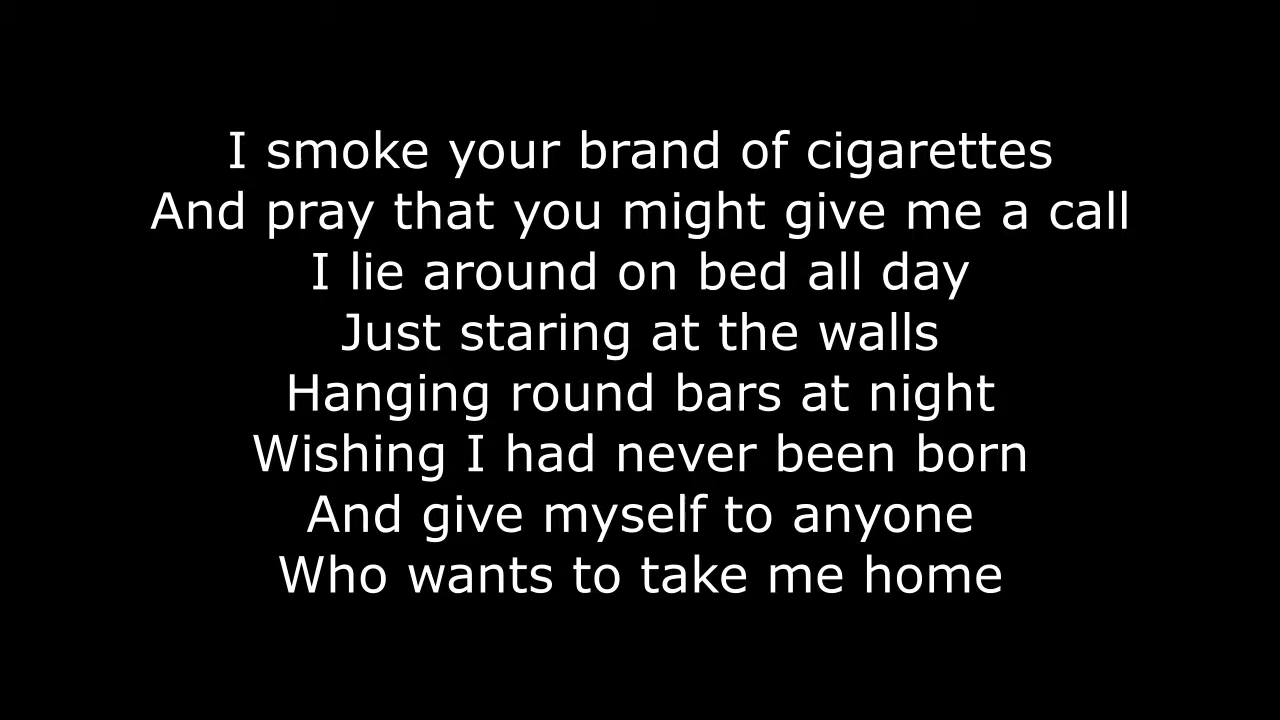 I smoke your brand of cigarettes
And pray that you might give me a call
I lie around on bed all day
Just staring at the walls
Hanging round bars at night
Wishing I had never been born
And give myself to anyone
Who wants to take me home